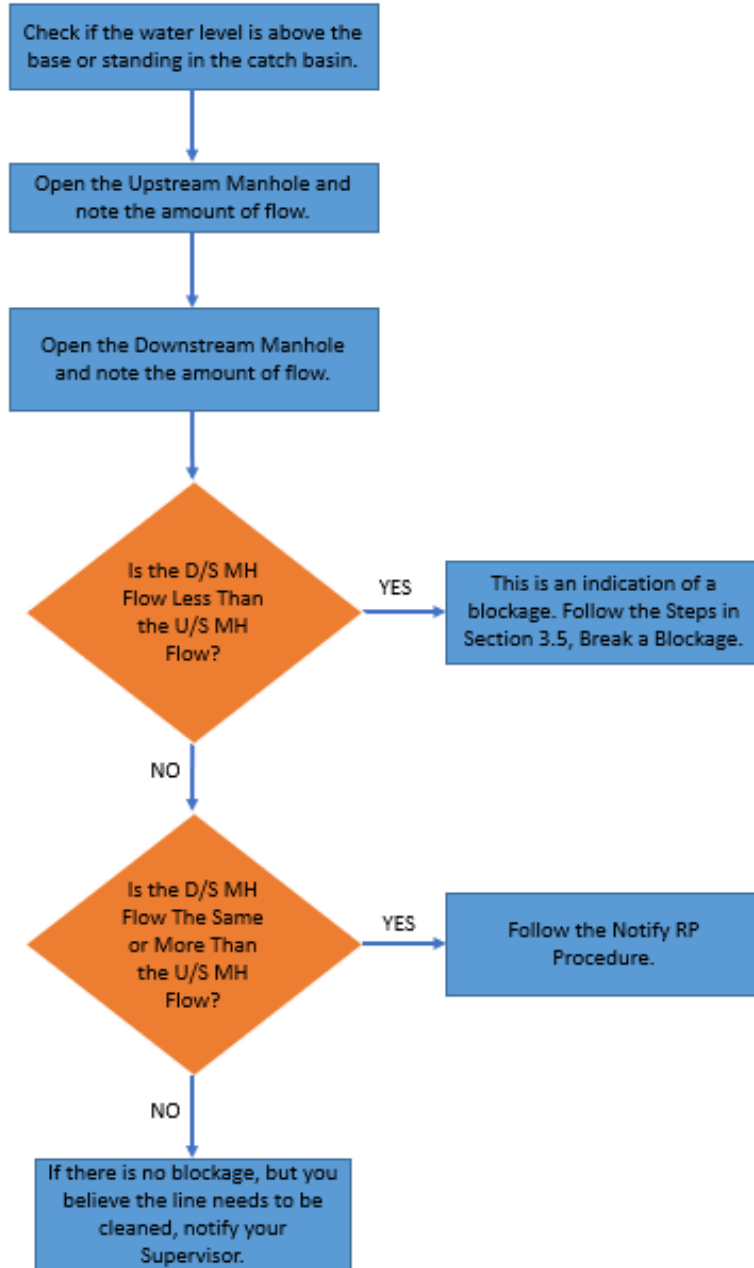 Check if the water level is above the
base or standing in the catch basin.
Open the Upstream Manhole and
note the amount of flow.
Open the Downstream Manhole
and note the amount of flow.
Is the D/S MH
Flow Less Than
the U/S MH
Flow?
YES
This is an indication of a
blockage. Follow the Steps in
Section 3.5, Break a Blockage.
NO
Is the D/S MH
Flow The Same
or More Than
the U/S MH
Flow?
YES
Follow the Notify RP
Procedure.
NO
If there is no blockage, but you
believe the line needs to be
cleaned, notify your
Supervisor.